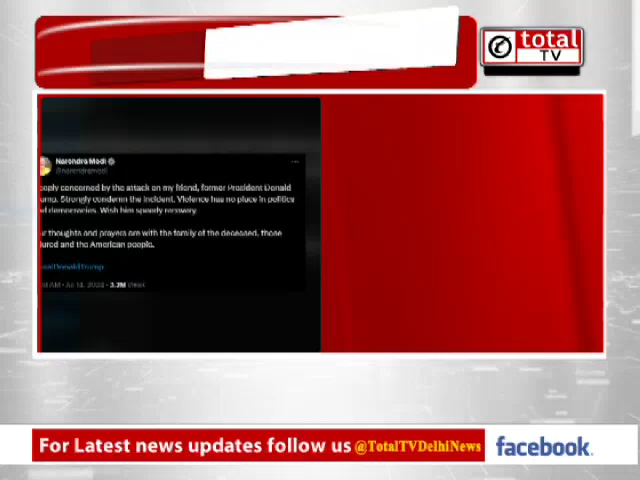 total
TV
Narendra Modi
@narendramodi
eply concerned by the attack on my friend, former President Donald
mp. Strongly condemn the incident. Violence has no place in politics
d democracies. Wish him speedy recovery.
r thoughts and prayers are with the family of the deceased, those
ured and the American people.
alDonaldTrump
AM · Jul 14, 2024 · 3.2M
For Latest news updates follow us @TotalTVDelhiNews facebook.